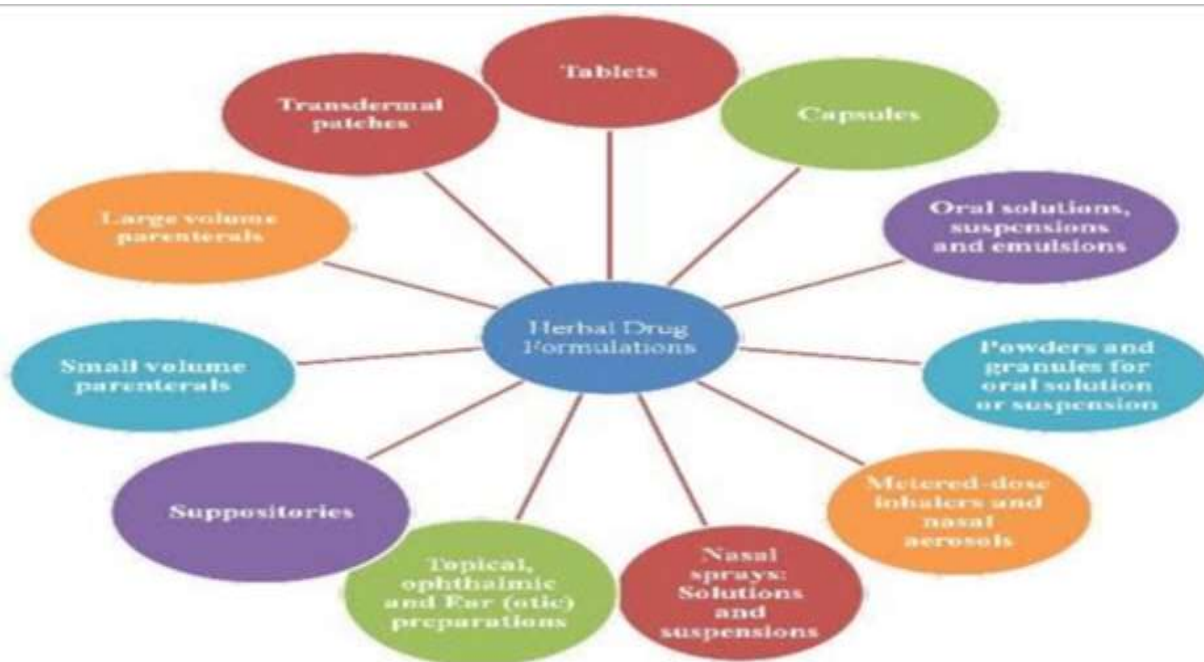 Tablets
Capsules
Oral solutions,
suspensions
and emulsions
Powders and
granules for
oral solution
or suspension
Metered-dose
inhalers and
nasal
aerosols
Nasal
sprays:
Solutions
and
suspensions
Topical,
ophthalmic
and Ear (otic)
preparations
Suppositories
Small volume
parenterals
Large volume
parenterals
Transdermal
patches
Herbal Drug
Formulations